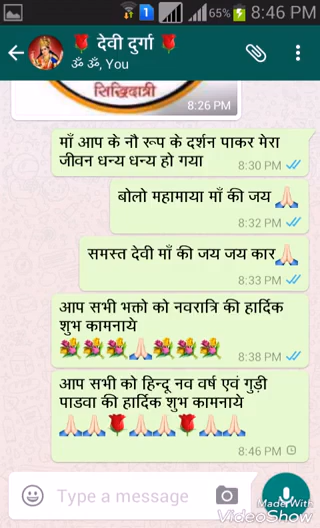 1 65% 8:46 PM
🌹 देवी दुर्गा 🌹
ॐ ॐ, You
सिद्धिदात्री
8:26 PM
माँ आप के नौ रूप के दर्शन पाकर मेरा
जीवन धन्य धन्य हो गया
8:30 PM
बोलो महामाया माँ की जय 🙏🏻
8:32 PM
समस्त देवी माँ की जय जय कार🙏🏻
8:33 PM
आप सभी भक्तो को नवरात्रि की हार्दिक
शुभ कामनाये
💐💐💐🙏🏻💐💐💐
8:38 PM
आप सभी को हिन्दू नव वर्ष एवं गुड़ी
पाडवा की हार्दिक शुभ कामनाये
🙏🏻🙏🏻🌹🙏🏻🙏🏻🌹🙏🏻🙏🏻
8:46 PM
Type a message
Made With
VideoShow